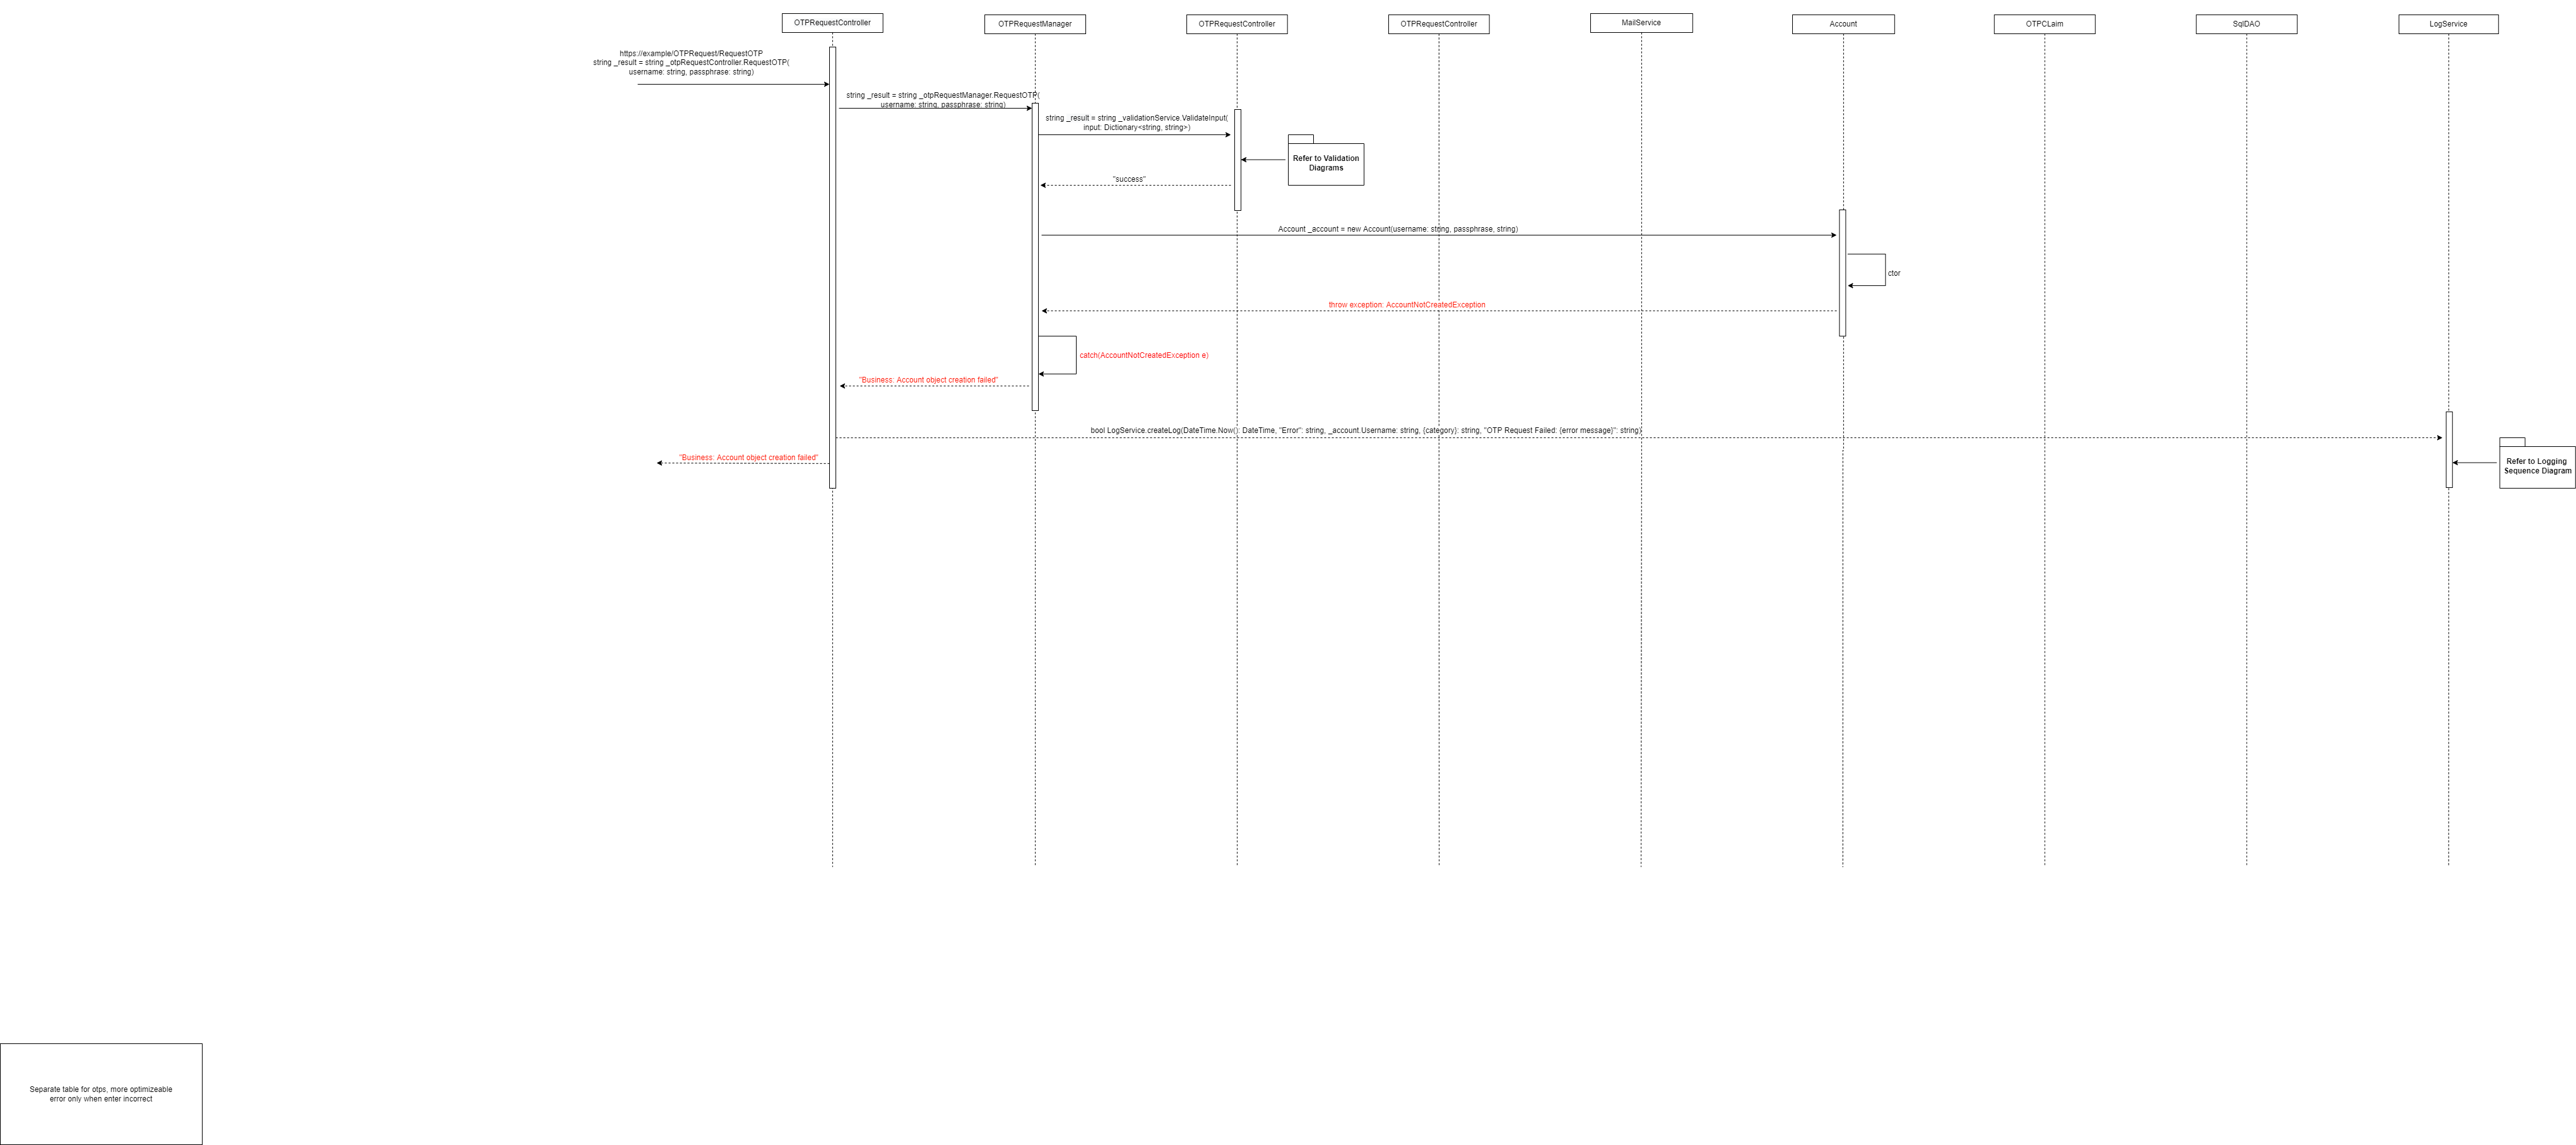 OTPRequestController
OTPRequestManager
OTPRequestController
OTPRequestController
MailService
Account
OTPCLaim
SqlDAO
LogService
https://example/OTPRequest/RequestOTP
string _result = string _otpRequestController.RequestOTP(
username: string, passphrase: string)
string _result = string _otpRequestManager.RequestOTP(
username: string, passphrase: string)
string _result = string _validationService.ValidateInput(
input: Dictionary<string, string>)
Refer to Validation
Diagrams
"success"
Account _account = new Account(username: string, passphrase, string)
ctor
throw exception: AccountNotCreatedException
catch(AccountNotCreatedException e)
"Business: Account object creation failed"
bool LogService.createLog(DateTime.Now(): DateTime, "Error": string, _account.Username: string, {category}: string, "OTP Request Failed: {error message}": string)
"Business: Account object creation failed"
Refer to Logging
Sequence Diagram
Separate table for otps, more optimizeable
error only when enter incorrect